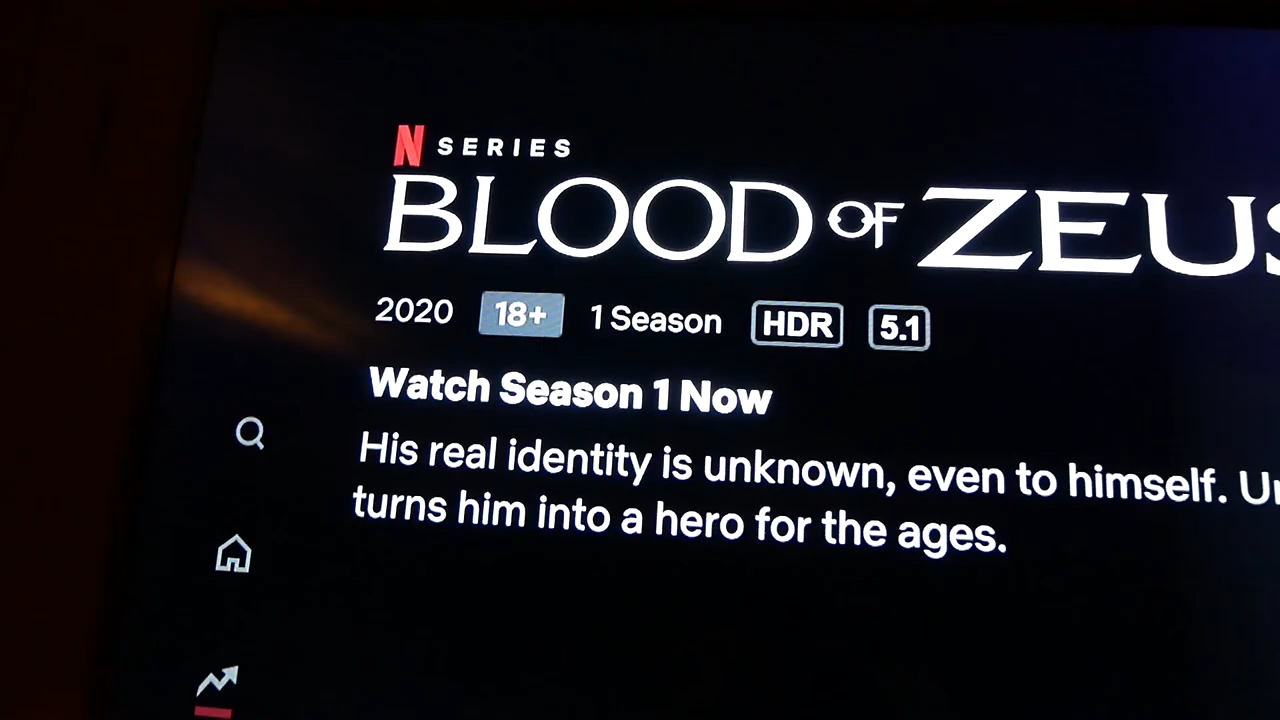 N SERIES
BLOOD OF ZEUS
2020 18+ 1 Season HDR 5.1
Watch Season 1 Now
His real identity is unknown, even to himself.
turns him into a hero for the ages.